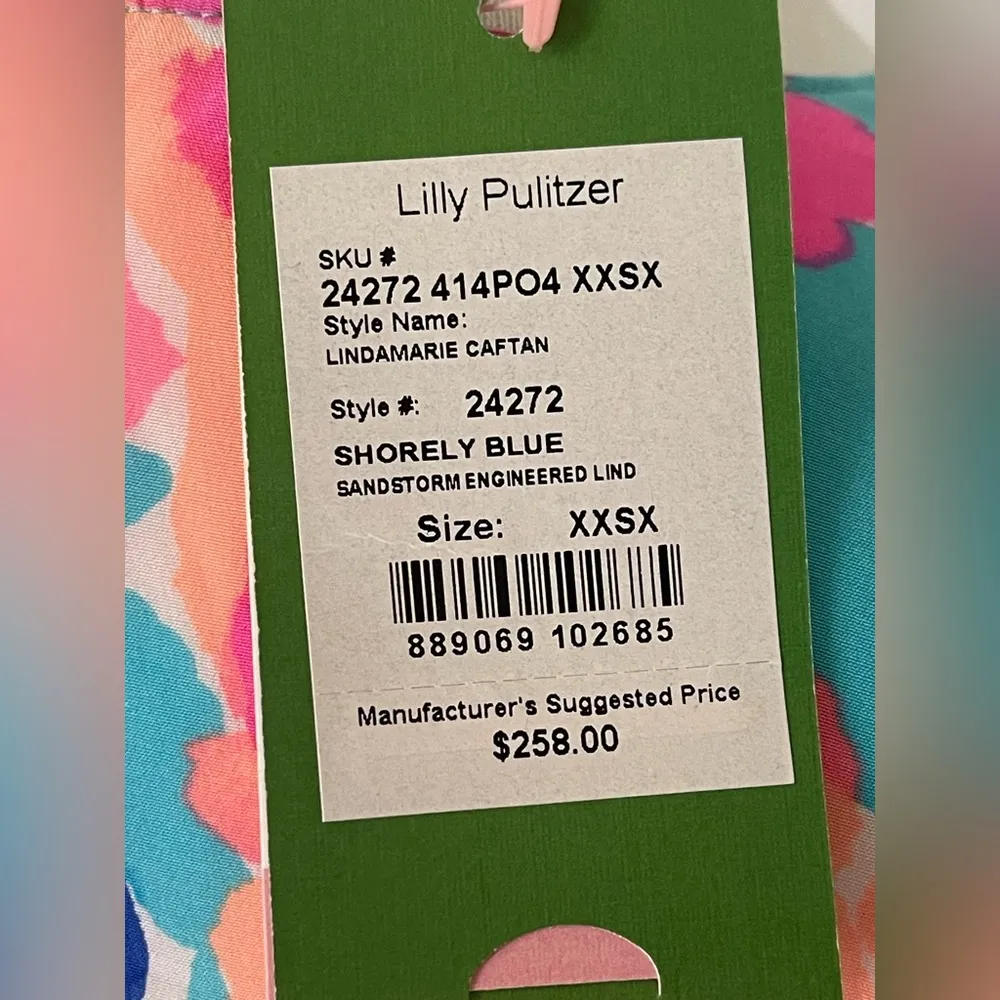 Lilly Pulitzer
SKU #
24272 414PO4 XXSX
Style Name:
LINDAMARIE CAFTAN
Style #: 24272
SHORELY BLUE
SANDSTORM ENGINEERED LIND
Size: XXSX
889069 102685
Manufacturer's Suggested Price
$258.00